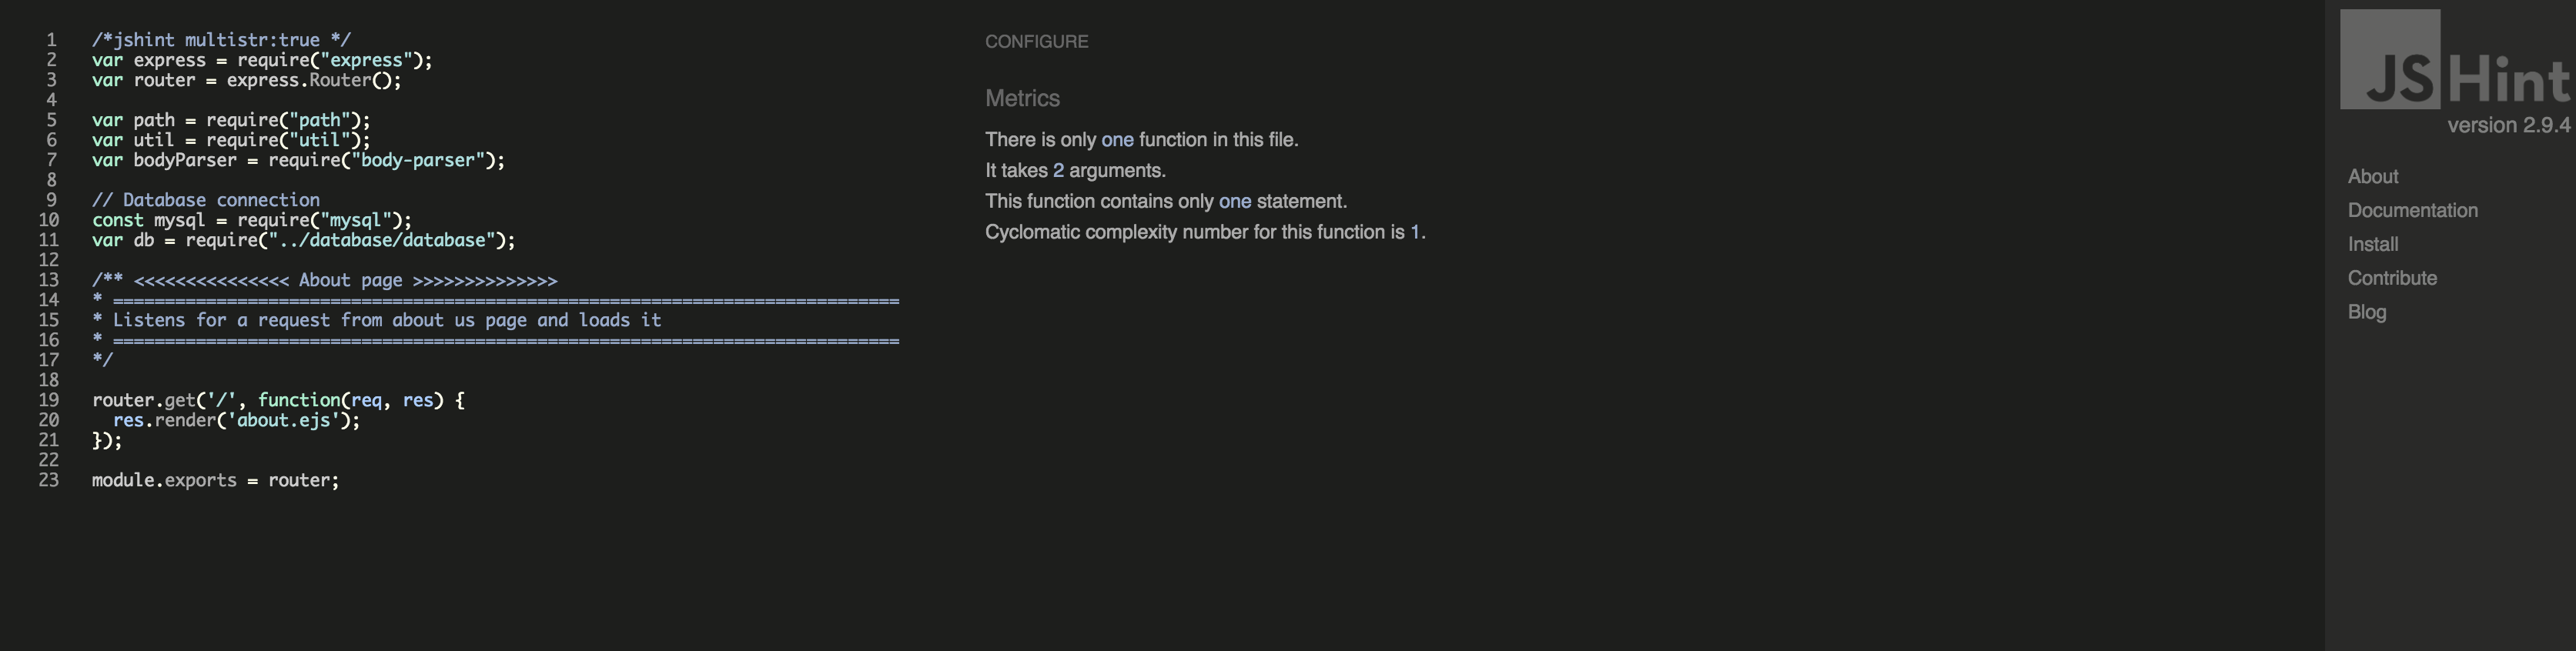 1 /*jshint multistr:true */
2 var express = require("express");
3 var router = express.Router();
4
5 var path = require("path");
6 var util = require("util");
7 var bodyParser = require("body-parser");
8
9 // Database connection
10 const mysql = require("mysql");
11 var db = require("../database/database");
12
13 /** <<<<<<<<<<<<<<< About page >>>>>>>>>>>>>>
14 * ============================================================================
15 * Listens for a request from about us page and loads it
16 * ============================================================================
17 */
18
19 router.get('/', function(req, res) {
20   res.render('about.ejs');
21 });
22
23 module.exports = router;
CONFIGURE
Metrics
There is only one function in this file.
It takes 2 arguments.
This function contains only one statement.
Cyclomatic complexity number for this function is 1.
JSHint
version 2.9.4
About
Documentation
Install
Contribute
Blog